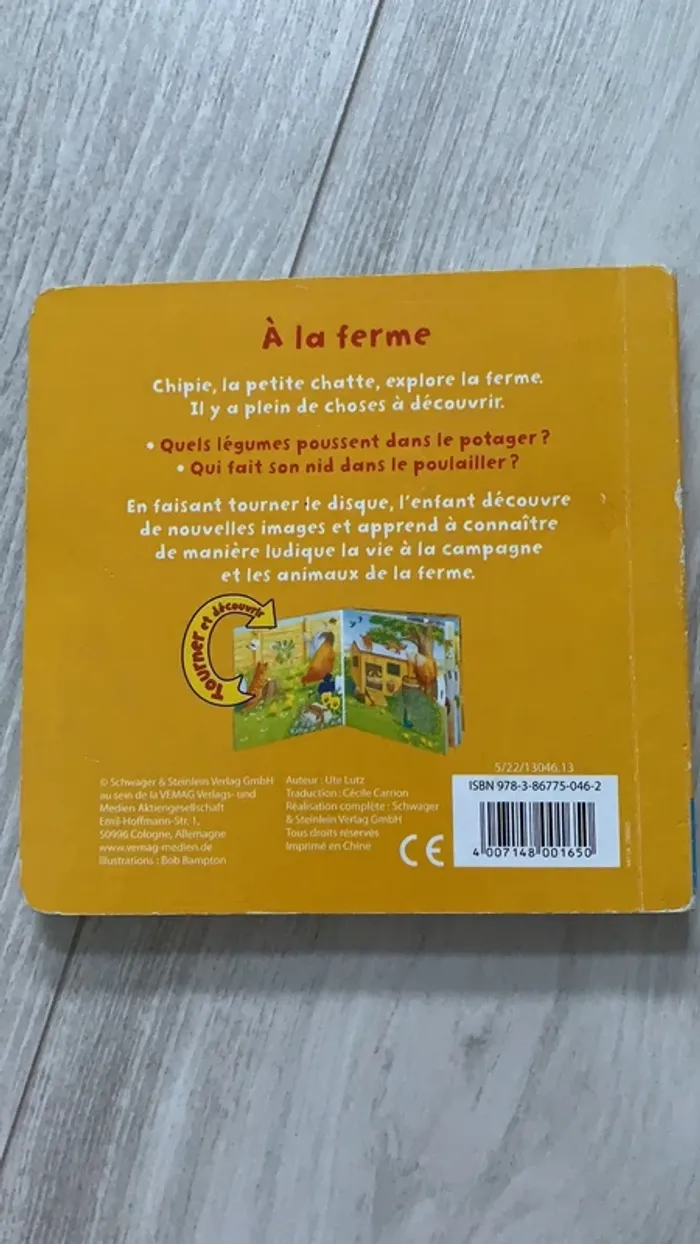 À la ferme
Chipie, la petite chatte, explore la ferme.
Il y a plein de choses à découvrir.
• Quels légumes poussent dans le potager ?
• Qui fait son nid dans le poulailler ?
En faisant tourner le disque, l'enfant découvre
de nouvelles images et apprend à connaître
de manière ludique la vie à la campagne
et les animaux de la ferme.
Tourner et découvrir
© Schwager & Steinlein Verlag GmbH
au sein de la VEMAG Verlags- und
Medien Aktiengesellschaft
Emil-Hoffmann-Str. 1,
50996 Cologne, Allemagne
www.vemag-medien.de
Illustrations : Bob Bampton
Auteur : Ute Lutz
Traduction : Cécile Carrion
Réalisation complète : Schwager
& Steinlein Verlag GmbH
Tous droits réservés
Imprimé en Chine
CE
5/22/13046.13
ISBN 978-3-86775-046-2
4 007148 001650